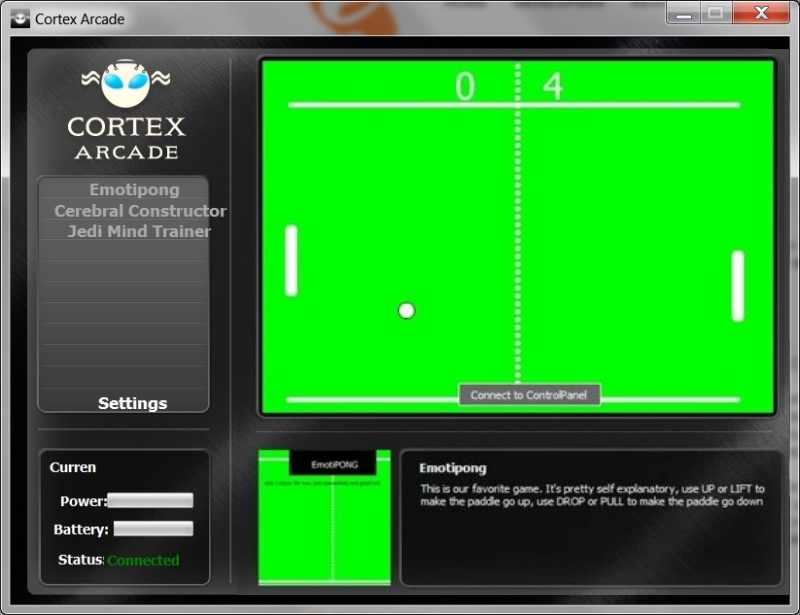 Cortex Arcade
CORTEX
ARCADE
Emotipong
Cerebral Constructor
Jedi Mind Trainer
Settings
0 4
Connect to ControlPanel
Curren
Power:
Battery:
Status: Connected
EmotiPONG
Emotipong
This is our favorite game. It's pretty self explanatory, use UP or LIFT to
make the paddle go up, use DROP or PULL to make the paddle go down